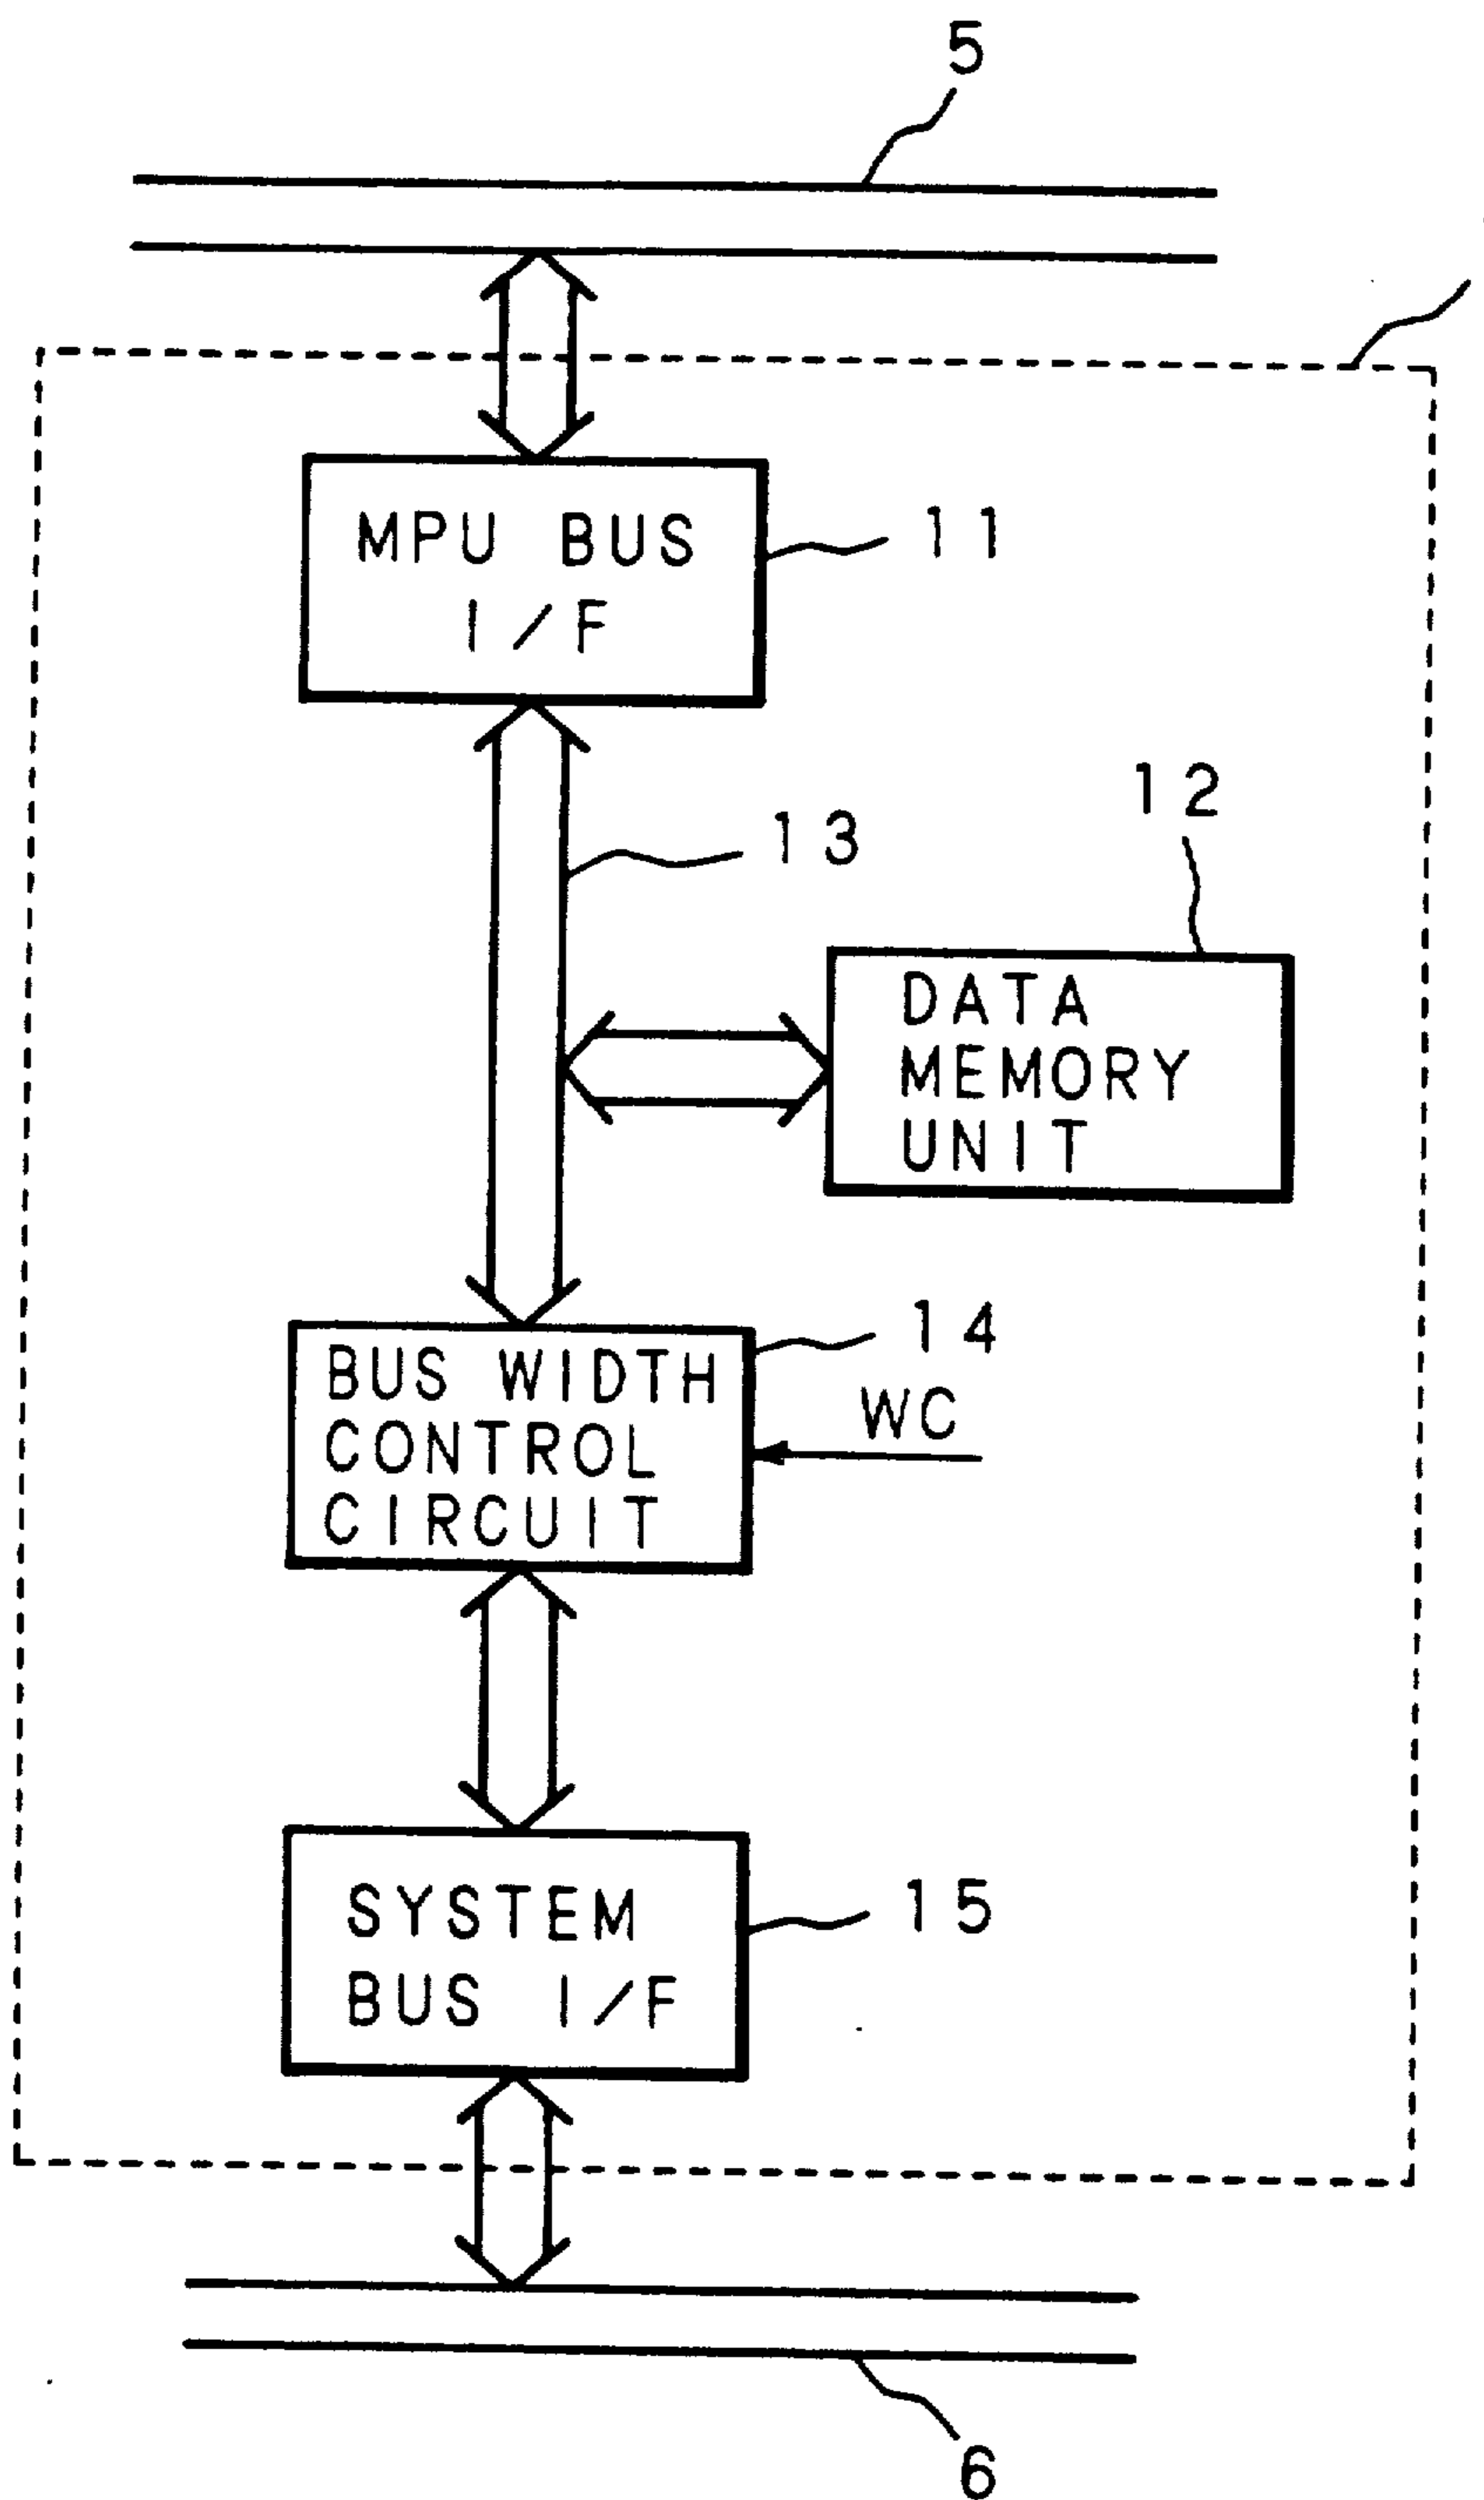 5
MPU BUS
I/F
11
12
13
DATA
MEMORY
UNIT
14
BUS WIDTH
CONTROL
CIRCUIT
WC
SYSTEM
BUS I/F
15
6